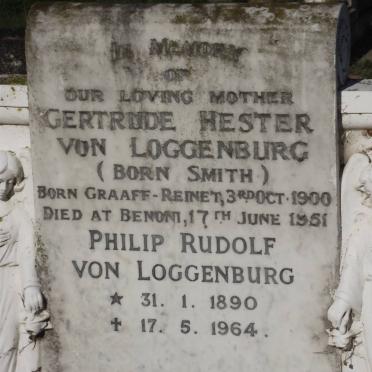 IN MEMORY
OF
OUR LOVING MOTHER
GERTRUDE HESTER
VON LOGGENBURG
( BORN SMITH )
BORN GRAAFF-REINET, 3RD OCT. 1900
DIED AT BENONI, 17TH JUNE 1951
PHILIP RUDOLF
VON LOGGENBURG
★ 31. 1. 1890
✝ 17. 5. 1964.